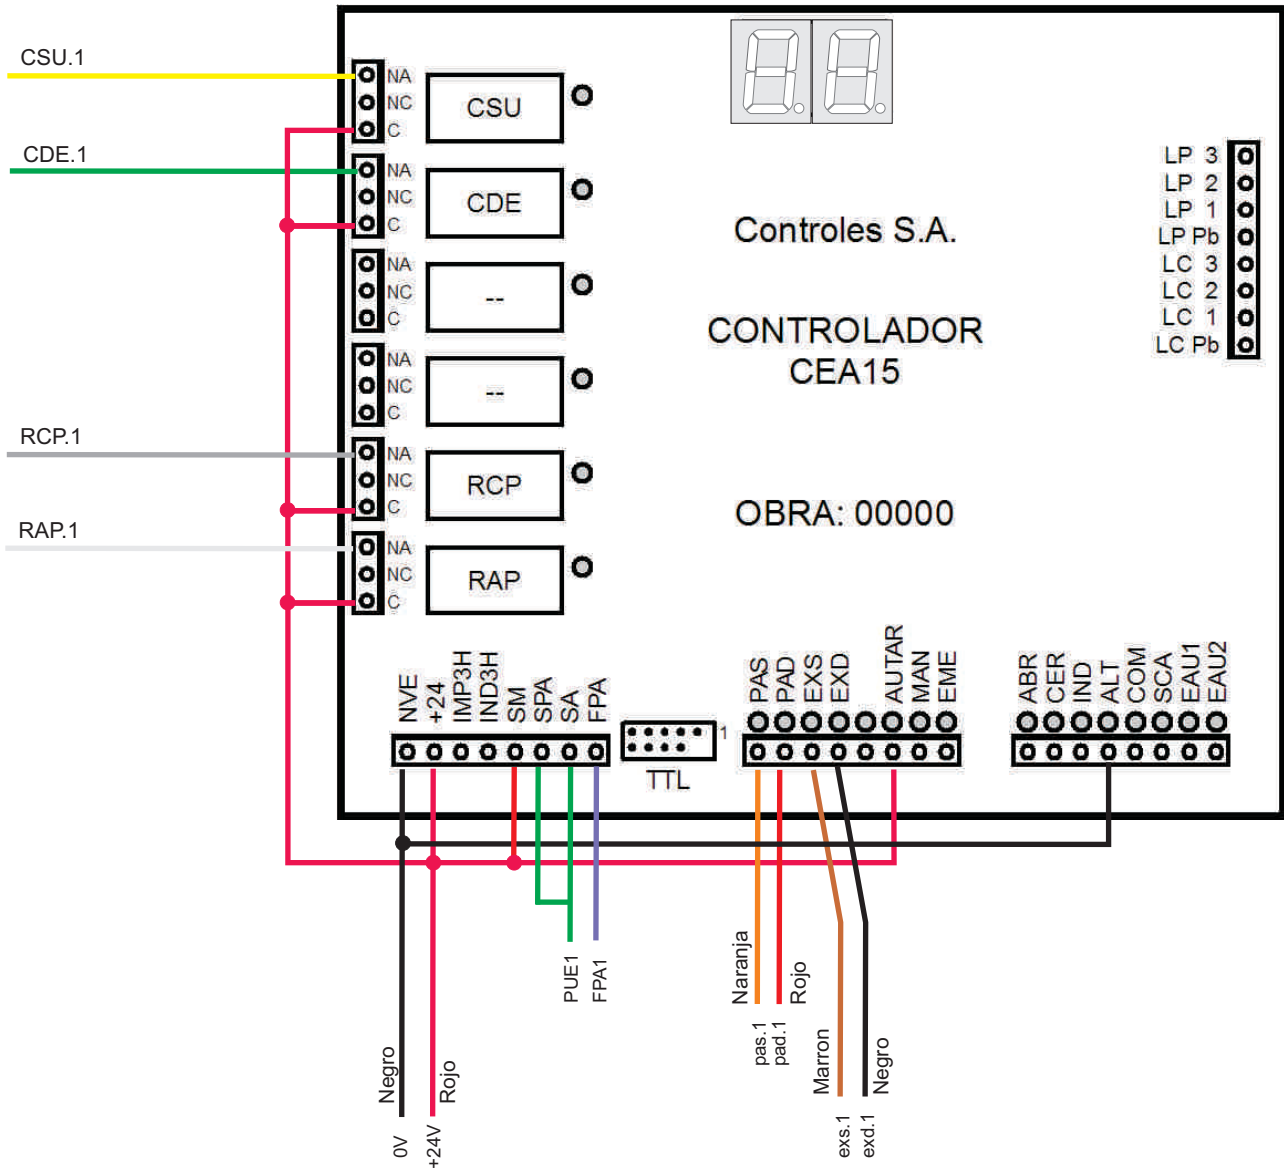 CSU.1
NA
NC
C
CSU
CDE.1
NA
NC
C
CDE
NA
NC
C
--
NA
NC
C
--
RCP.1
NA
NC
C
RCP
RAP.1
NA
NC
C
RAP
Controles S.A.
CONTROLADOR
CEA15
OBRA: 00000
LP 3
LP 2
LP 1
LP Pb
LC 3
LC 2
LC 1
LC Pb
NVE
+24
IMP3H
IND3H
SM
SPA
SA
FPA
1
TTL
PAS
PAD
EXS
EXD
AUTAR
MAN
EME
ABR
CER
IND
ALT
COM
SCA
EAU1
EAU2
Negro
0V
Rojo
+24V
PUE1
FPA1
Naranja
pas.1
Rojo
pad.1
Marron
exs.1
Negro
exd.1